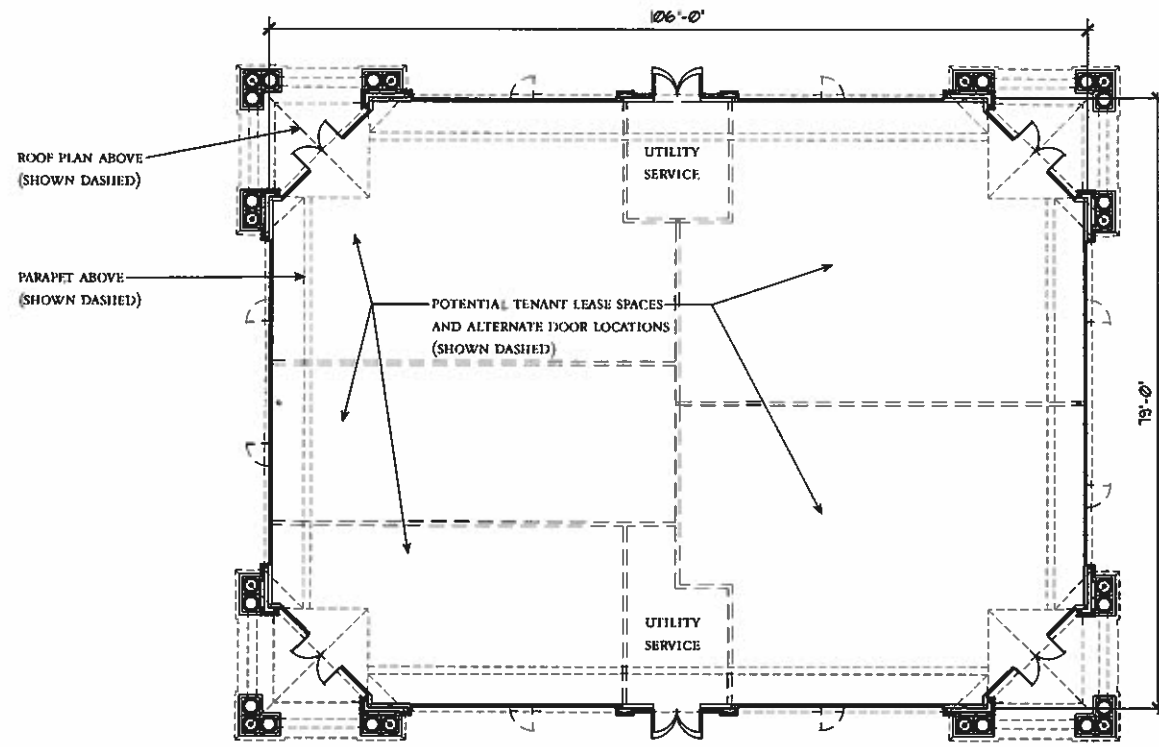 106'-0"
ROOF PLAN ABOVE
(SHOWN DASHED)
UTILITY
SERVICE
PARAPET ABOVE
(SHOWN DASHED)
POTENTIAL TENANT LEASE SPACES
AND ALTERNATE DOOR LOCATIONS
(SHOWN DASHED)
79'-0"
UTILITY
SERVICE